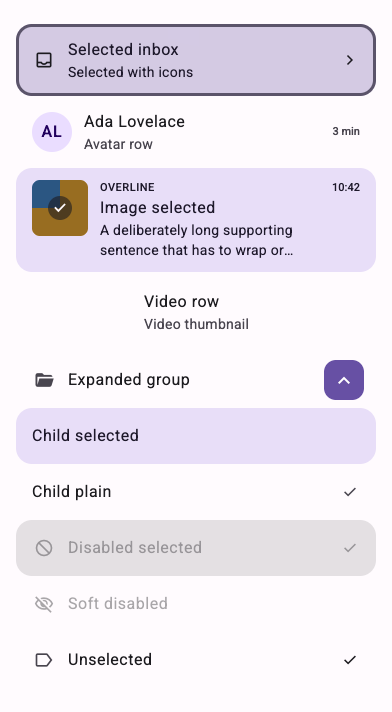 Selected inbox
Selected with icons
AL
Ada Lovelace
Avatar row
3 min
OVERLINE
10:42
Image selected
A deliberately long supporting
sentence that has to wrap or…
Video row
Video thumbnail
Expanded group
Child selected
Child plain
Disabled selected
Soft disabled
Unselected